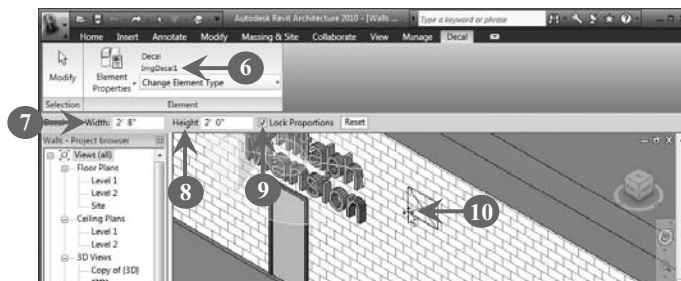 Autodesk Revit Architecture 2010 - [Walls ...
Type a keyword or phrase
Home Insert Annotate Modify Massing & Site Collaborate View Manage Decal
Modify
Element
Properties
Decal
ImgDecal1
Change Element Type
6
Selection
Element
7
Width: 2' 8"
Height: 2' 0"
Lock Proportions
Reset
8
9
10
Walls - Project browser
Views (all)
Floor Plans
Level 1
Level 2
Site
Ceiling Plans
Level 1
Level 2
3D Views
Copy of {3D}
Mansion